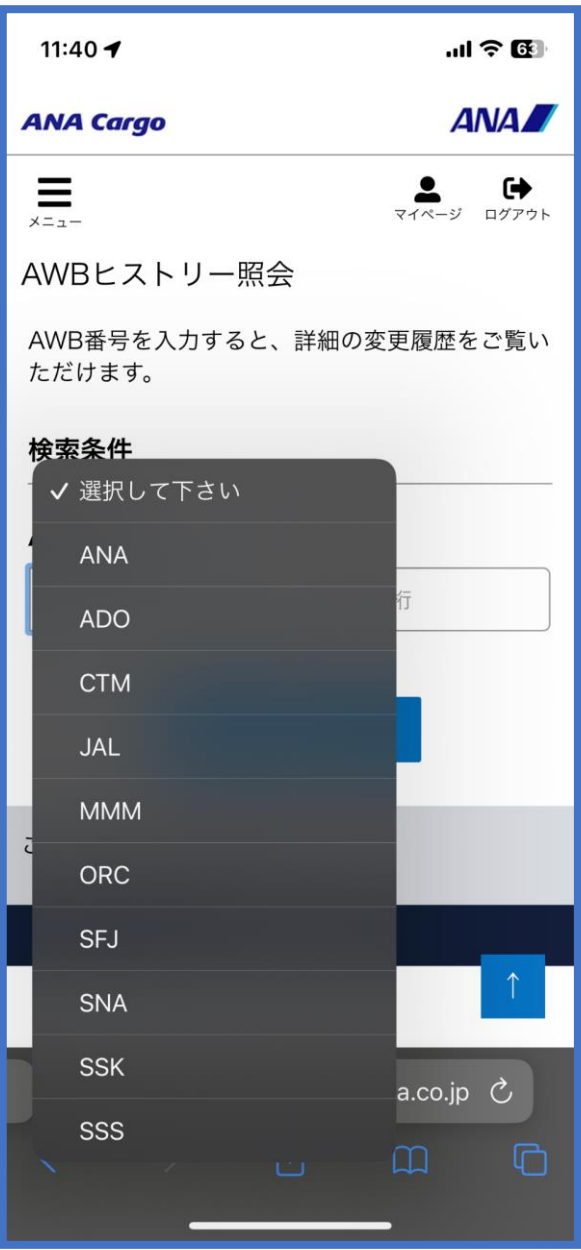 11:40
63
ANA Cargo
ANA
メニュー
マイページ
ログアウト
AWBヒストリー照会
AWB番号を入力すると、詳細の変更履歴をご覧い
ただけます。
検索条件
✓ 選択して下さい
ANA
ADO
行
CTM
JAL
MMM
ORC
SFJ
SNA
↑
SSK
a.co.jp
SSS